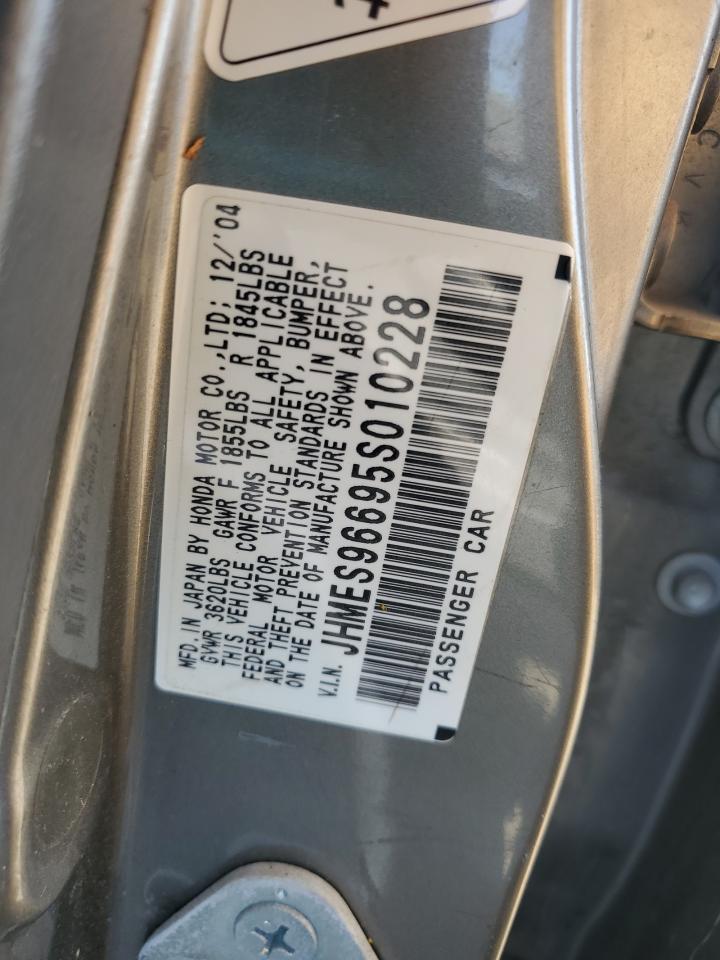 MFD. IN JAPAN BY HONDA MOTOR CO.,LTD: 12/'04
GVWR 3620LBS GAWR F 1855LBS R 1845LBS
THIS VEHICLE CONFORMS TO ALL APPLICABLE
FEDERAL MOTOR VEHICLE SAFETY, BUMPER,
AND THEFT PREVENTION STANDARDS IN EFFECT
ON THE DATE OF MANUFACTURE SHOWN ABOVE.
V.I.N. JHMES96695S010228
PASSENGER CAR